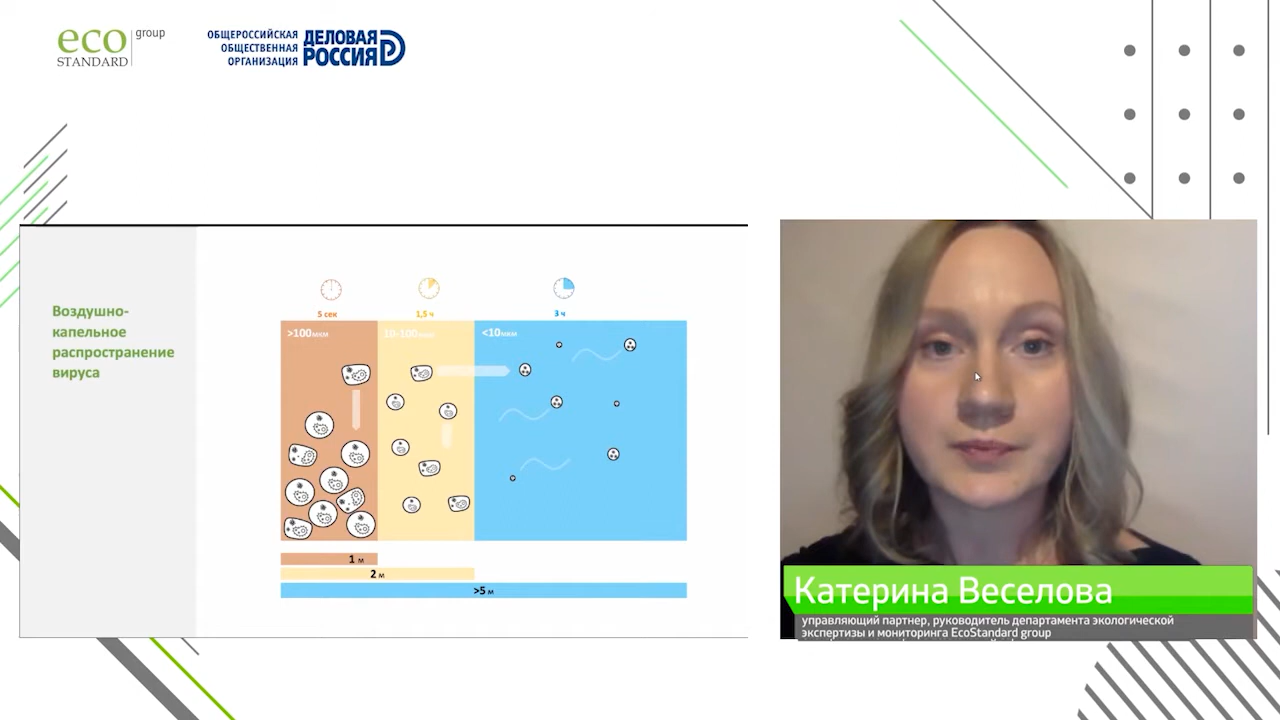 eco group
STANDARD
ОБЩЕРОССИЙСКАЯ
ОБЩЕСТВЕННАЯ
ОРГАНИЗАЦИЯ
ДЕЛОВАЯ
РОССИЯ
Воздушно-
капельное
распространение
вируса
5 сек
1,5 ч
3 ч
>100мкм
10-100мкм
<10мкм
1 м
2 м
>5 м
Катерина Веселова
управляющий партнер, руководитель департамента экологической
экспертизы и мониторинга EcoStandard group